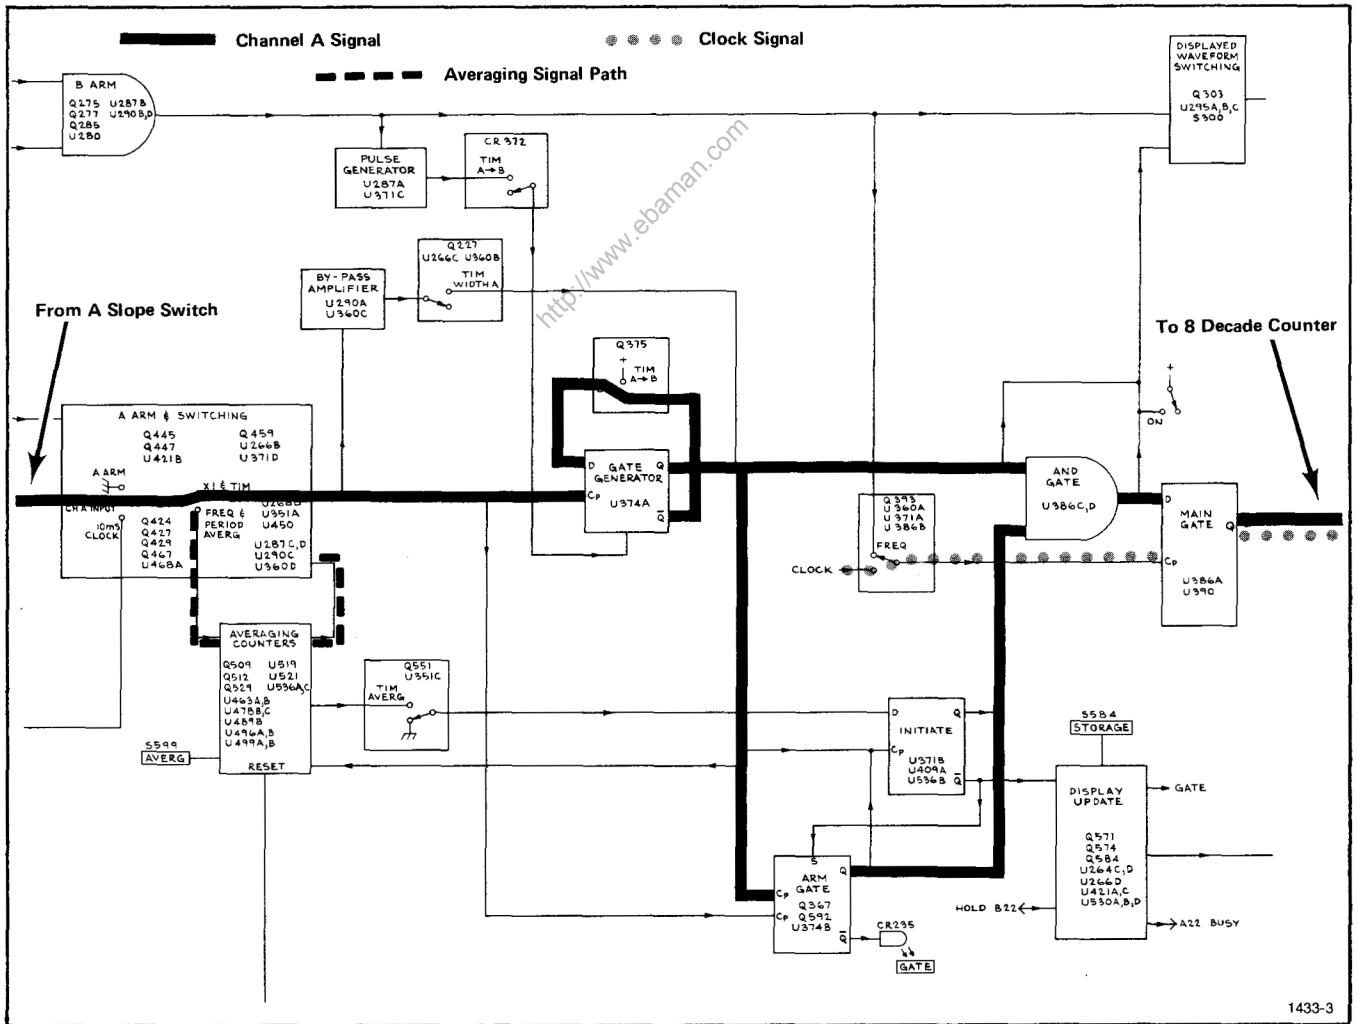 Channel A Signal
Clock Signal
Averaging Signal Path
B ARM
Q275 U287B
Q277 U290B,D
Q285
U280
DISPLAYED
WAVEFORM
SWITCHING
Q303
U295A,B,C
S300
PULSE
GENERATOR
U287A
U371C
CR372
TIM
A→B
http://www.ebaman.com
BY-PASS
AMPLIFIER
U290A
U360C
Q227
U266C U360B
TIM
WIDTH A
From A Slope Switch
To 8 Decade Counter
Q375
+
TIM
A→B
+
ON
A ARM & SWITCHING
Q445 Q459
Q447 U266B
U421B U371D
A ARM
X1 & TIM
CH A INPUT
10mS
CLOCK
FREQ &
PERIOD
AVERG
U268B
U351A
U450
Q424
Q427
Q429
Q467
U468A
U287C,D
U290C
U360D
D GATE Q
GENERATOR
Cp
U374A
Q̅
AND
GATE
U386C,D
D
MAIN
GATE
Q
Cp
U386A
U390
Q393
U360A
U371A
U386B
FREQ
CLOCK
AVERAGING
COUNTERS
Q509 U519
Q512 U521
Q529 U536A,C
U463A,B
U478B,C
U489B
U496A,B
U499A,B
RESET
S599
AVERG
Q551
U351C
TIM
AVERG
D Q
INITIATE
Cp
U371B
U409A
U536B Q̅
S584
STORAGE
DISPLAY
UPDATE
Q571
Q574
Q584
U264C,D
U266D
U421A,C
U530A,B,D
GATE
HOLD B22
A22 BUSY
S
ARM
GATE
Q
Cp
Q367
Cp Q592
U374B
Q̅
CR235
GATE
1433-3